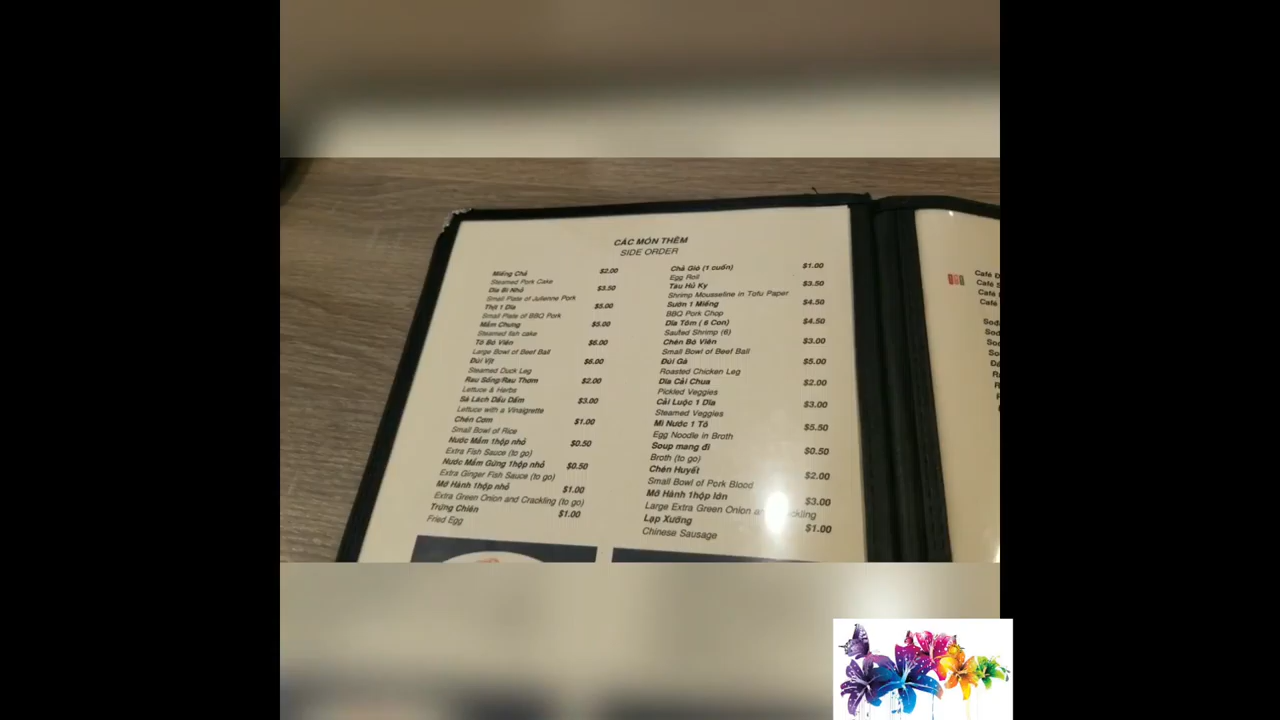 CÁC MÓN THÊM
SIDE ORDER
Miếng Chả $2.00
Steamed Pork Cake
Dĩa Bì Nhỏ $3.50
Small Plate of Julienne Pork
Thịt 1 Dĩa $5.00
Small Plate of BBQ Pork
Mắm Chưng $5.00
Steamed fish cake
Tô Bò Viên $6.00
Large Bowl of Beef Ball
Đùi Vịt $6.00
Steamed Duck Leg
Rau Sống/Rau Thơm $2.00
Lettuce & Herbs
Sà Lách Dầu Dấm $3.00
Lettuce with a Vinaigrette
Chén Cơm $1.00
Small Bowl of Rice
Nước Mắm 1hộp nhỏ $0.50
Extra Fish Sauce (to go)
Nước Mắm Gừng 1hộp nhỏ $0.50
Extra Ginger Fish Sauce (to go)
Mỡ Hành 1hộp nhỏ $1.00
Extra Green Onion and Crackling (to go)
Trứng Chiên $1.00
Fried Egg
Chả Giò (1 cuốn) $1.00
Egg Roll
Tàu Hủ Ky $3.50
Shrimp Mousseline in Tofu Paper
Sườn 1 Miếng $4.50
BBQ Pork Chop
Dĩa Tôm ( 6 Con) $4.50
Sautéd Shrimp (6)
Chén Bò Viên $3.00
Small Bowl of Beef Ball
Đùi Gà $5.00
Roasted Chicken Leg
Dĩa Cải Chua $2.00
Pickled Veggies
Cải Luộc 1 Dĩa $3.00
Steamed Veggies
Mì Nước 1 Tô $5.50
Egg Noodle in Broth
Soup mang đi $0.50
Broth (to go)
Chén Huyết $2.00
Small Bowl of Pork Blood
Mỡ Hành 1hộp lớn $3.00
Large Extra Green Onion and Crackling
Lạp Xưởng $1.00
Chinese Sausage
Café
Café
Café
Café